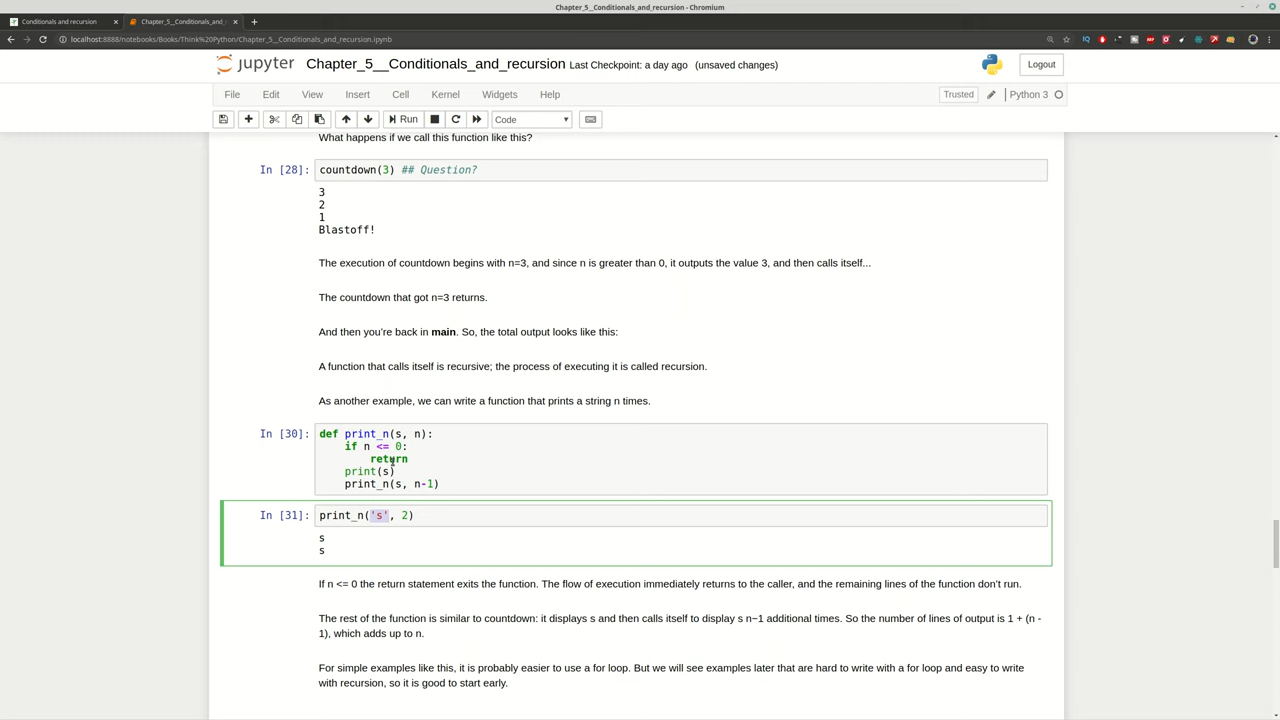 Chapter_5__Conditionals_and_recursion - Chromium
Conditionals and recursion
Chapter_5__Conditionals_and_
localhost:8888/notebooks/Books/Think%20Python/Chapter_5__Conditionals_and_recursion.ipynb
jupyter Chapter_5__Conditionals_and_recursion Last Checkpoint: a day ago (unsaved changes) Logout
File Edit View Insert Cell Kernel Widgets Help Trusted Python 3
Run Code
What happens if we call this function like this?
In [28]: countdown(3) ## Question?
3
2
1
Blastoff!
The execution of countdown begins with n=3, and since n is greater than 0, it outputs the value 3, and then calls itself...
The countdown that got n=3 returns.
And then you’re back in main. So, the total output looks like this:
A function that calls itself is recursive; the process of executing it is called recursion.
As another example, we can write a function that prints a string n times.
In [30]: def print_n(s, n):
if n <= 0:
return
print(s)
print_n(s, n-1)
In [31]: print_n('s', 2)
s
s
If n <= 0 the return statement exits the function. The flow of execution immediately returns to the caller, and the remaining lines of the function don’t run.
The rest of the function is similar to countdown: it displays s and then calls itself to display s n−1 additional times. So the number of lines of output is 1 + (n -
1), which adds up to n.
For simple examples like this, it is probably easier to use a for loop. But we will see examples later that are hard to write with a for loop and easy to write
with recursion, so it is good to start early.